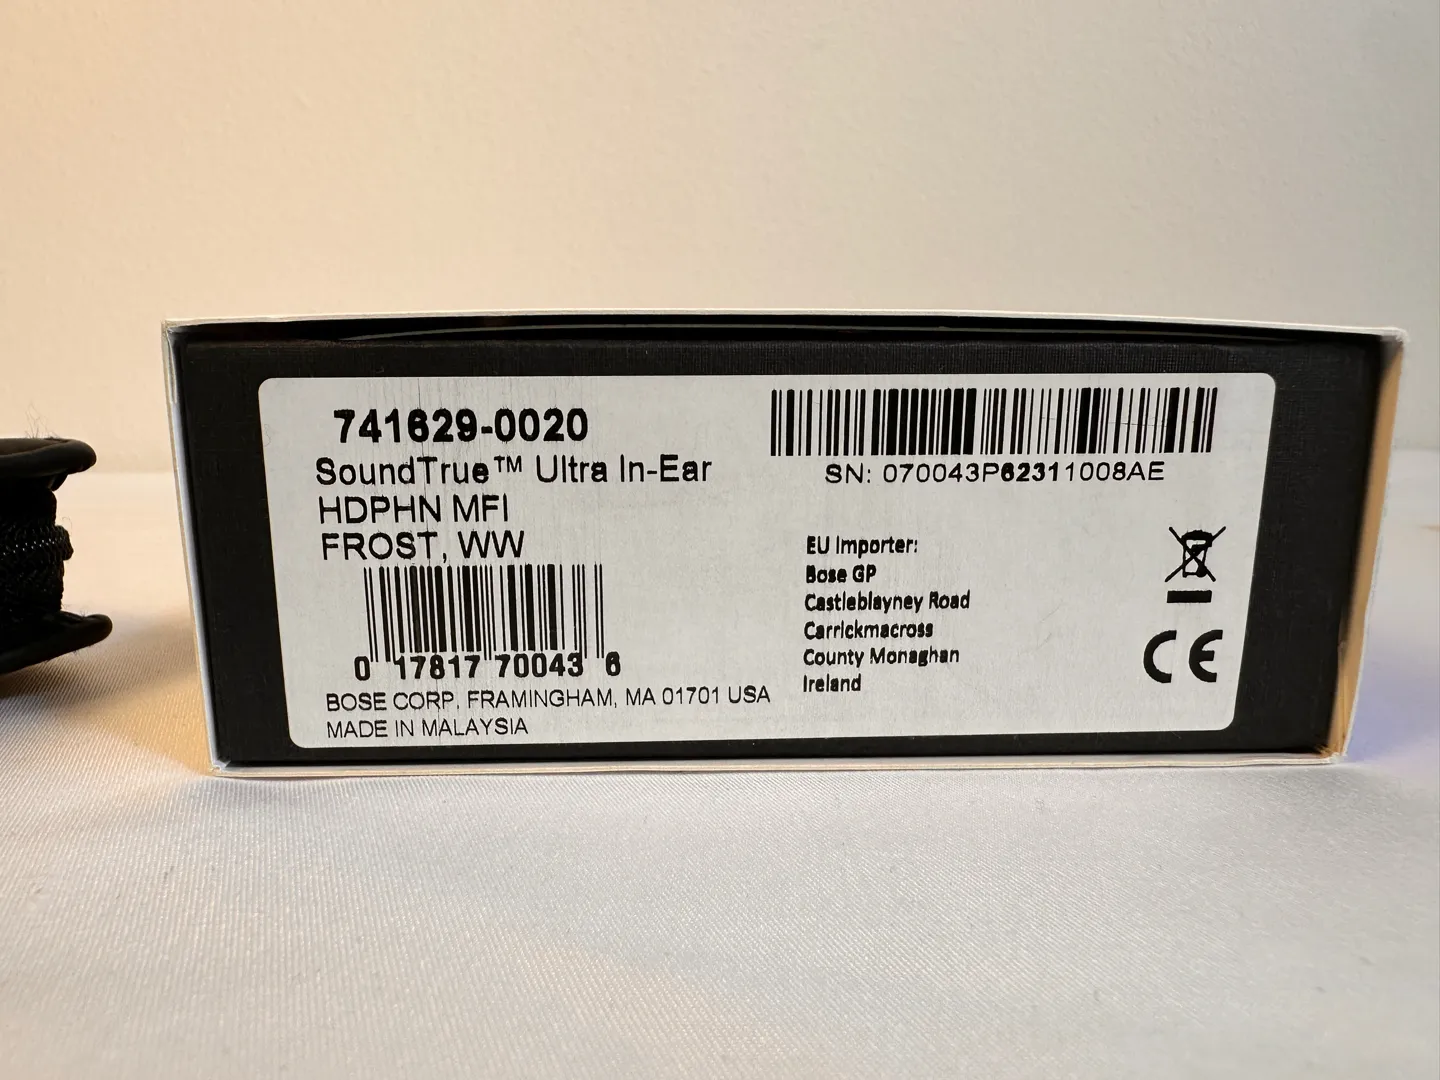 741629-0020
SoundTrue™ Ultra In-Ear
HDPHN MFI
FROST, WW
0 17817 70043 6
BOSE CORP. FRAMINGHAM, MA 01701 USA
MADE IN MALAYSIA
SN: 070043P62311008AE
EU Importer:
Bose GP
Castleblayney Road
Carrickmacross
County Monaghan
Ireland
CE